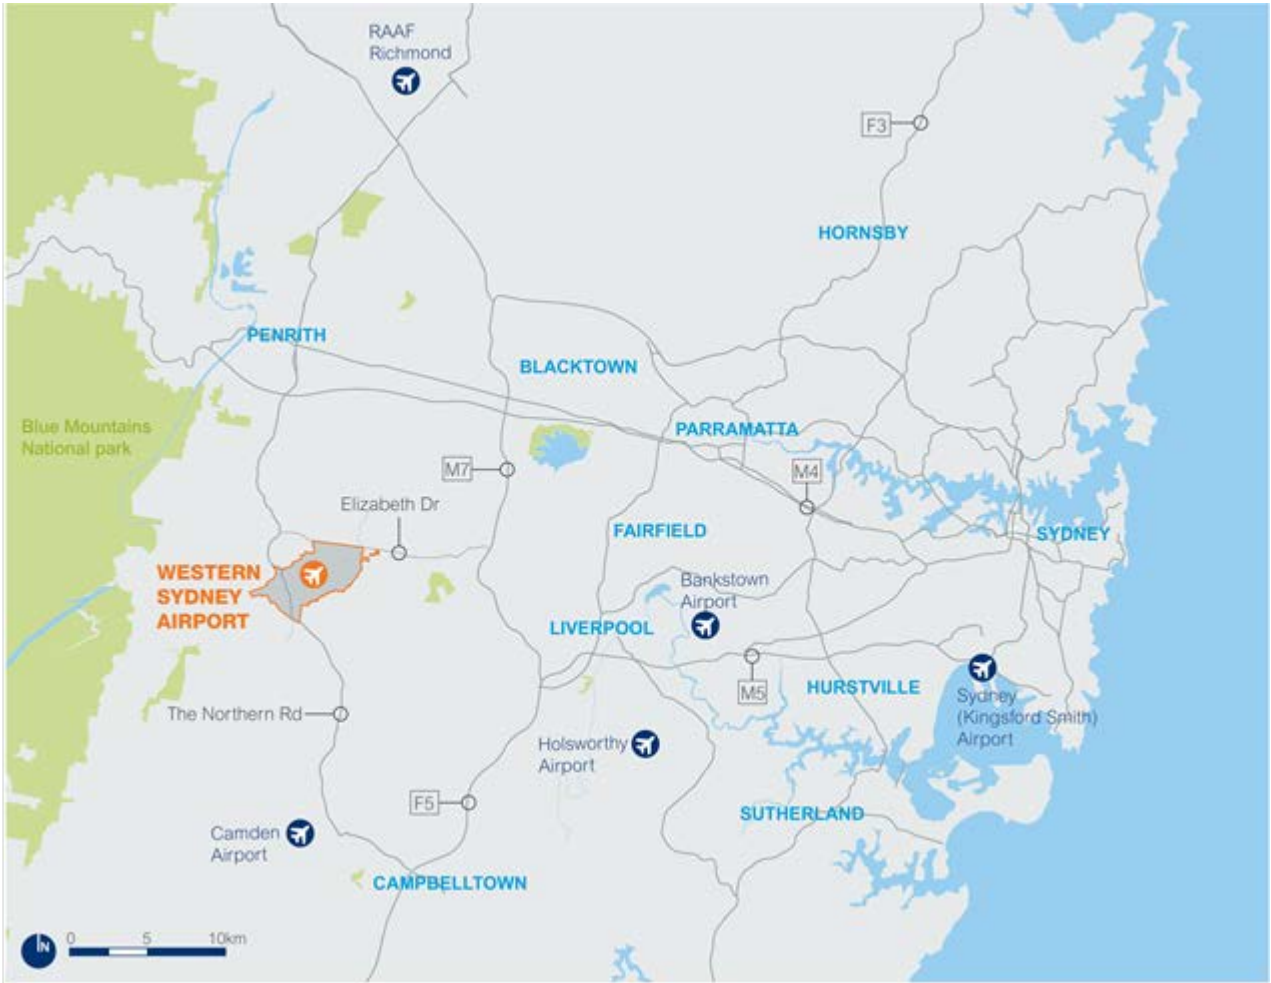 RAAF
Richmond
F3
HORNSBY
PENRITH
BLACKTOWN
Blue Mountains
National park
PARRAMATTA
M7
M4
Elizabeth Dr
FAIRFIELD
SYDNEY
WESTERN
SYDNEY
AIRPORT
Bankstown
Airport
LIVERPOOL
M5
HURSTVILLE
Sydney
(Kingsford Smith)
Airport
The Northern Rd
Holsworthy
Airport
F5
SUTHERLAND
Camden
Airport
CAMPBELLTOWN
N
0 5 10km